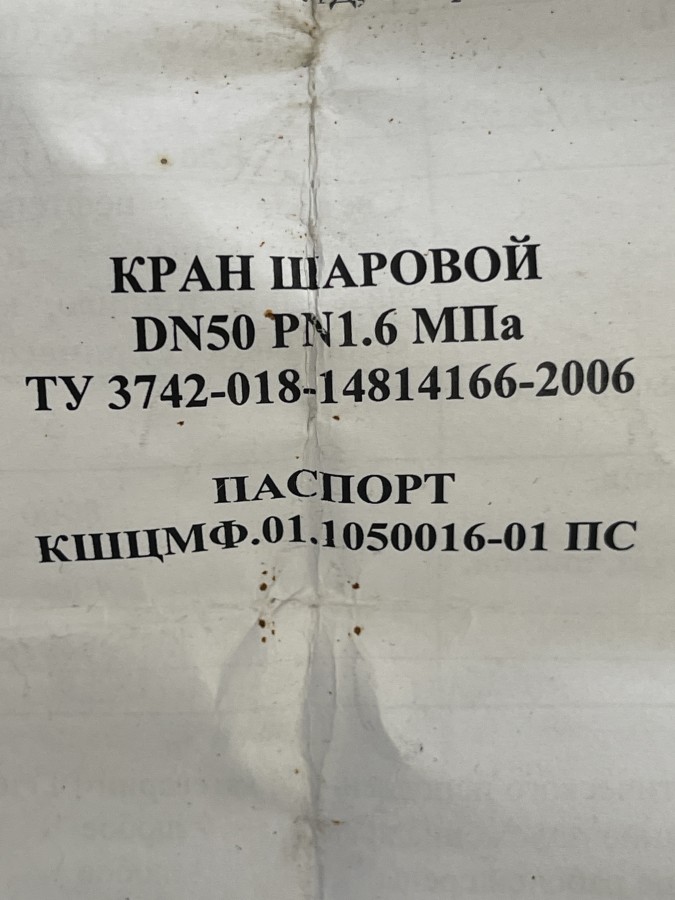 КРАН ШАРОВОЙ
DN50 PN1.6 МПа
ТУ 3742-018-14814166-2006
ПАСПОРТ
КШЦМФ.01.1050016-01 ПС